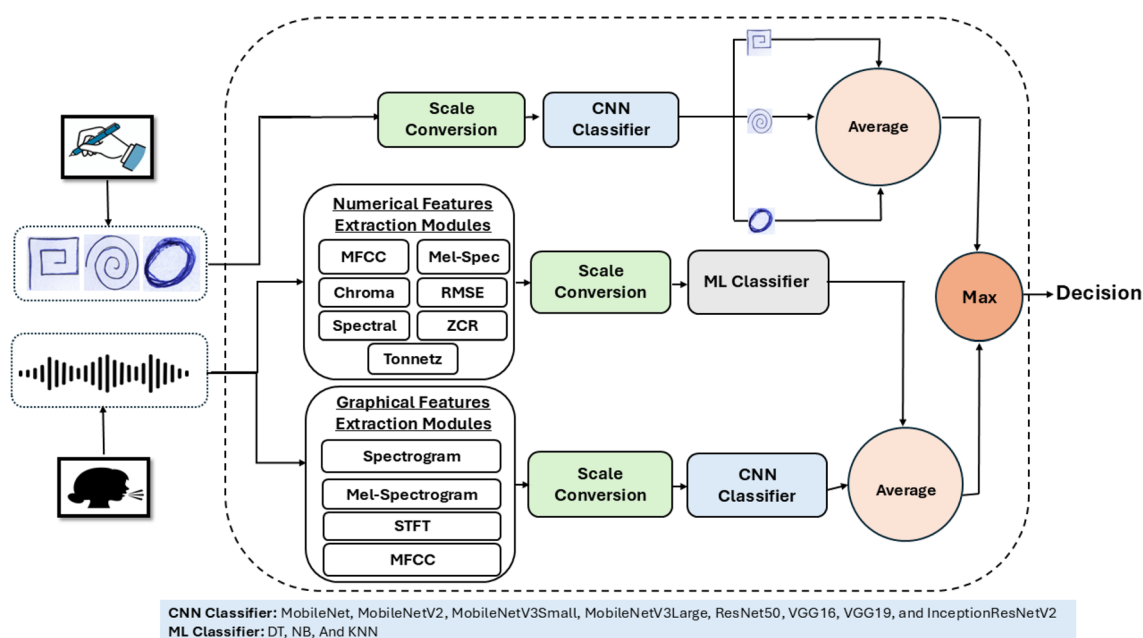 Scale
Conversion
CNN
Classifier
Average
Numerical Features
Extraction Modules
MFCC
Mel-Spec
Chroma
RMSE
Spectral
ZCR
Tonnetz
Scale
Conversion
ML Classifier
Max
Decision
Graphical Features
Extraction Modules
Spectrogram
Mel-Spectrogram
STFT
MFCC
Scale
Conversion
CNN
Classifier
Average
CNN Classifier: MobileNet, MobileNetV2, MobileNetV3Small, MobileNetV3Large, ResNet50, VGG16, VGG19, and InceptionResNetV2
ML Classifier: DT, NB, And KNN